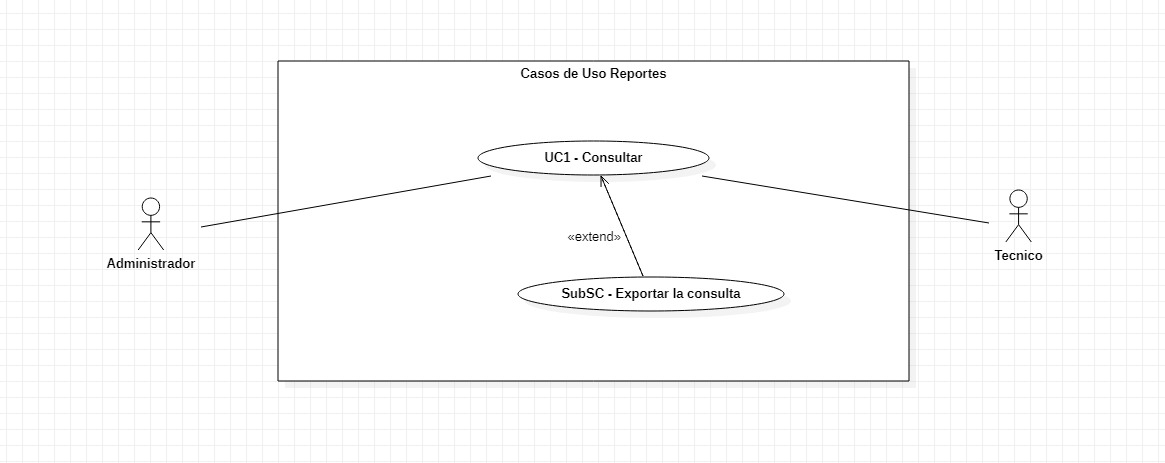 Casos de Uso Reportes
UC1 - Consultar
Administrador
Tecnico
«extend»
SubSC - Exportar la consulta